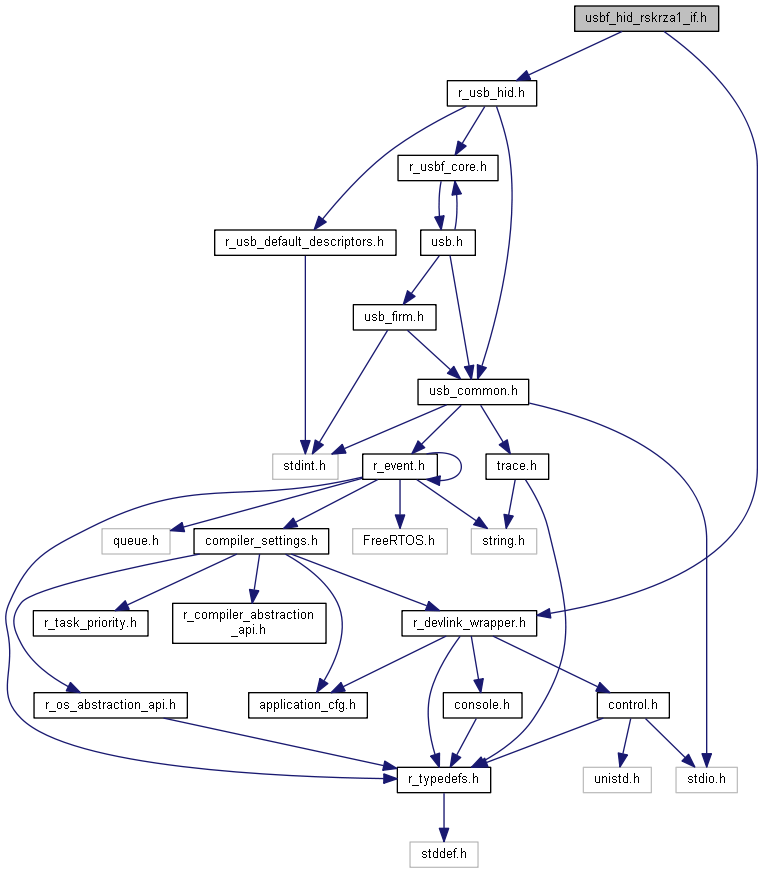 usbf_hid_rskrza1_if.h
r_usb_hid.h
r_usbf_core.h
r_usb_default_descriptors.h
usb.h
usb_firm.h
usb_common.h
stdint.h
r_event.h
trace.h
queue.h
compiler_settings.h
FreeRTOS.h
string.h
r_task_priority.h
r_compiler_abstraction
_api.h
r_devlink_wrapper.h
r_os_abstraction_api.h
application_cfg.h
console.h
control.h
r_typedefs.h
unistd.h
stdio.h
stddef.h